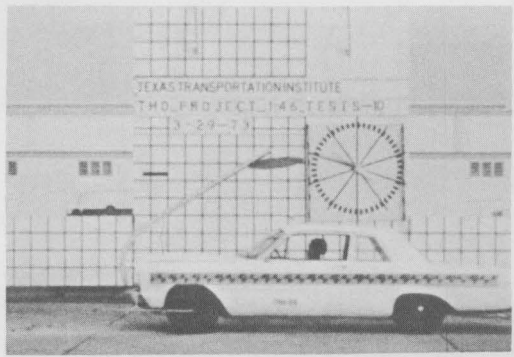 TEXAS TRANSPORTATION INSTITUTE
THD PROJECT 146 TEST S-10
3-29-73